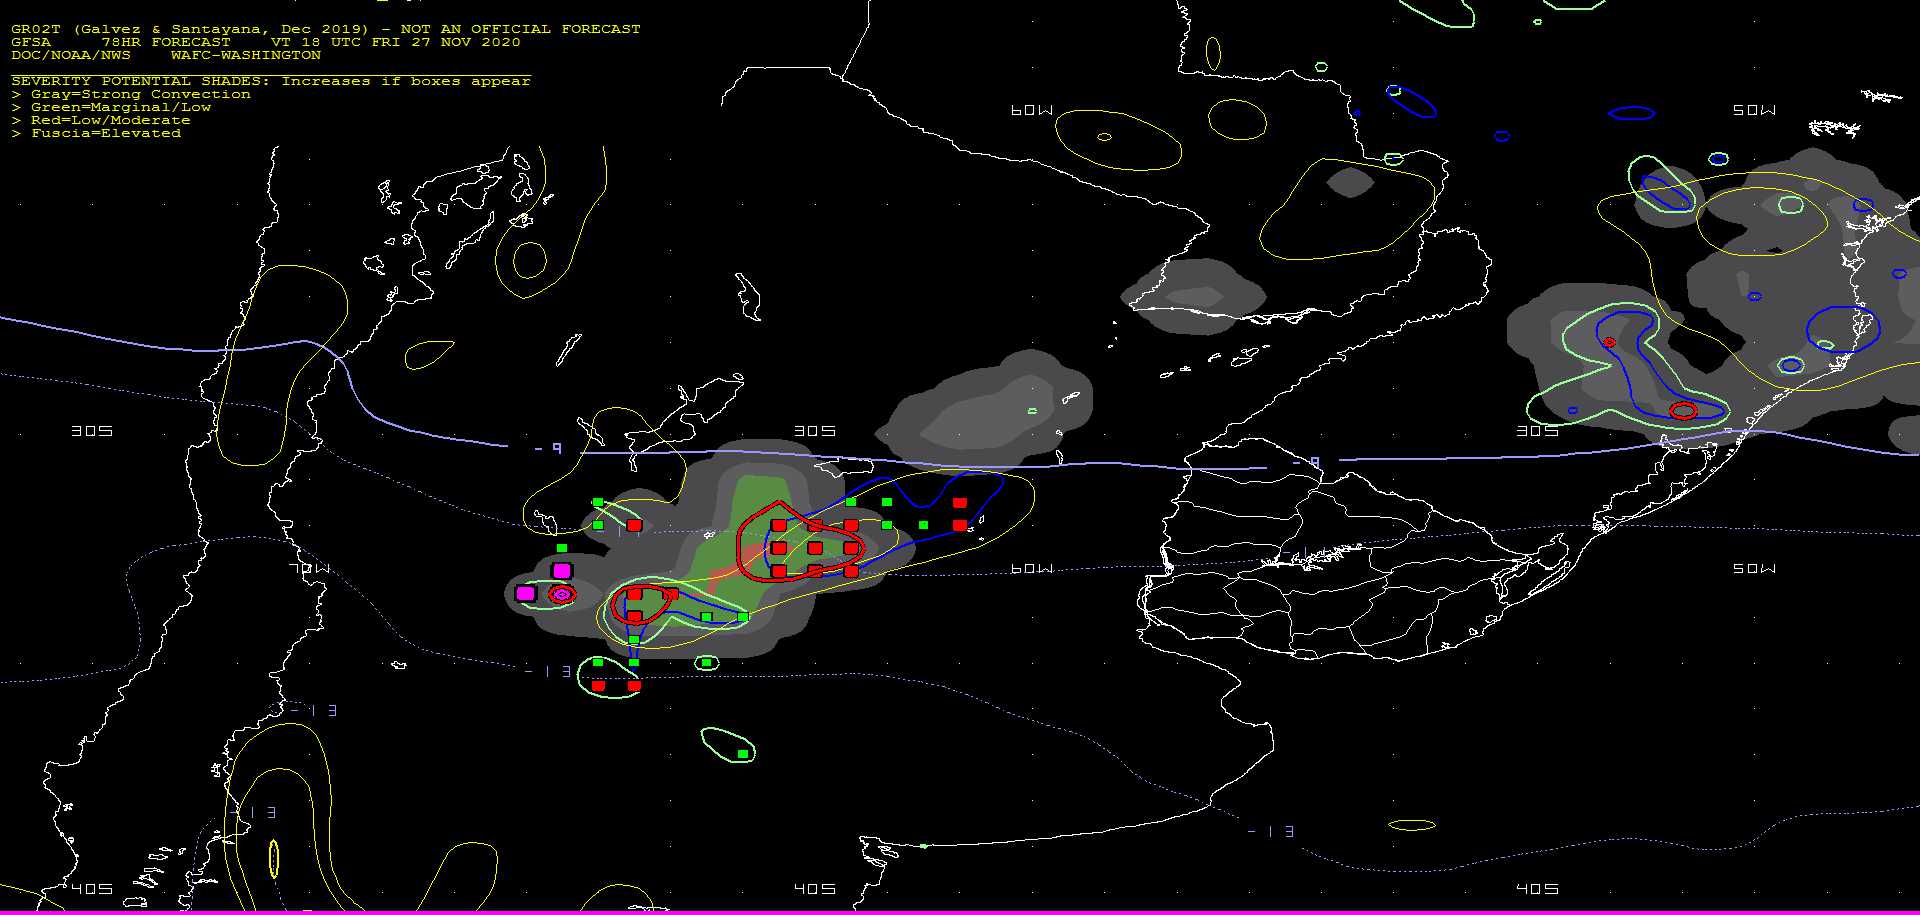 GR02T (Galvez & Santayana, Dec 2019) - NOT AN OFFICIAL FORECAST
GFSA 78HR FORECAST VT 18 UTC FRI 27 NOV 2020
DOC/NOAA/NWS WAFC-WASHINGTON
SEVERITY POTENTIAL SHADES: Increases if boxes appear
> Gray=Strong Convection
> Green=Marginal/Low
> Red=Low/Moderate
> Fuscia=Elevated
60W 50W
30S 30S 30S
-9 -9
-11
70W 60W 50W
-13
-13
-13
-13
40S 40S 40S